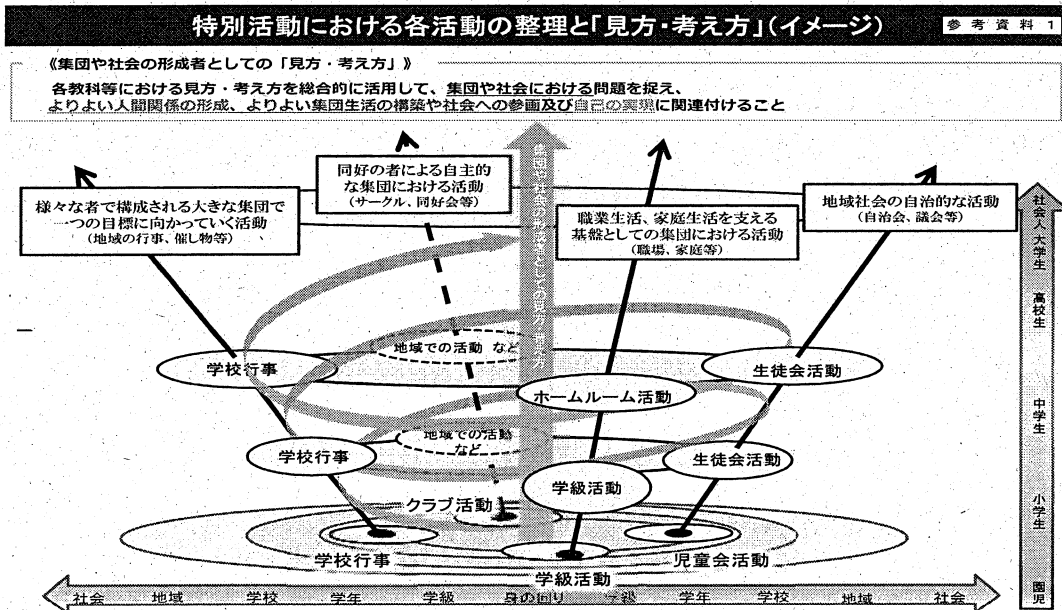 特別活動における各活動の整理と「見方・考え方」(イメージ)
参考資料 1
《集団や社会の形成者としての「見方・考え方」》
各教科等における見方・考え方を総合的に活用して、集団や社会における問題を捉え、
よりよい人間関係の形成、よりよい集団生活の構築や社会への参画及び自己の実現に関連付けること
同好の者による自主的
な集団における活動
(サークル、同好会等)
様々な者で構成される大きな集団で
一つの目標に向かっていく活動
(地域の行事、催し物等)
職業生活、家庭生活を支える
基盤としての集団における活動
(職場、家庭等)
地域社会の自治的な活動
(自治会、議会等)
集団や社会の形成者としての見方・考え方
社会人
大学生
高校生
中学生
小学生
園児
学校行事
地域での活動 など
生徒会活動
ホームルーム活動
学校行事
地域での活動
など
生徒会活動
学級活動
クラブ活動
学校行事
児童会活動
学級活動
社会 地域 学校 学年 学級 身の回り 学級 学年 学校 地域 社会